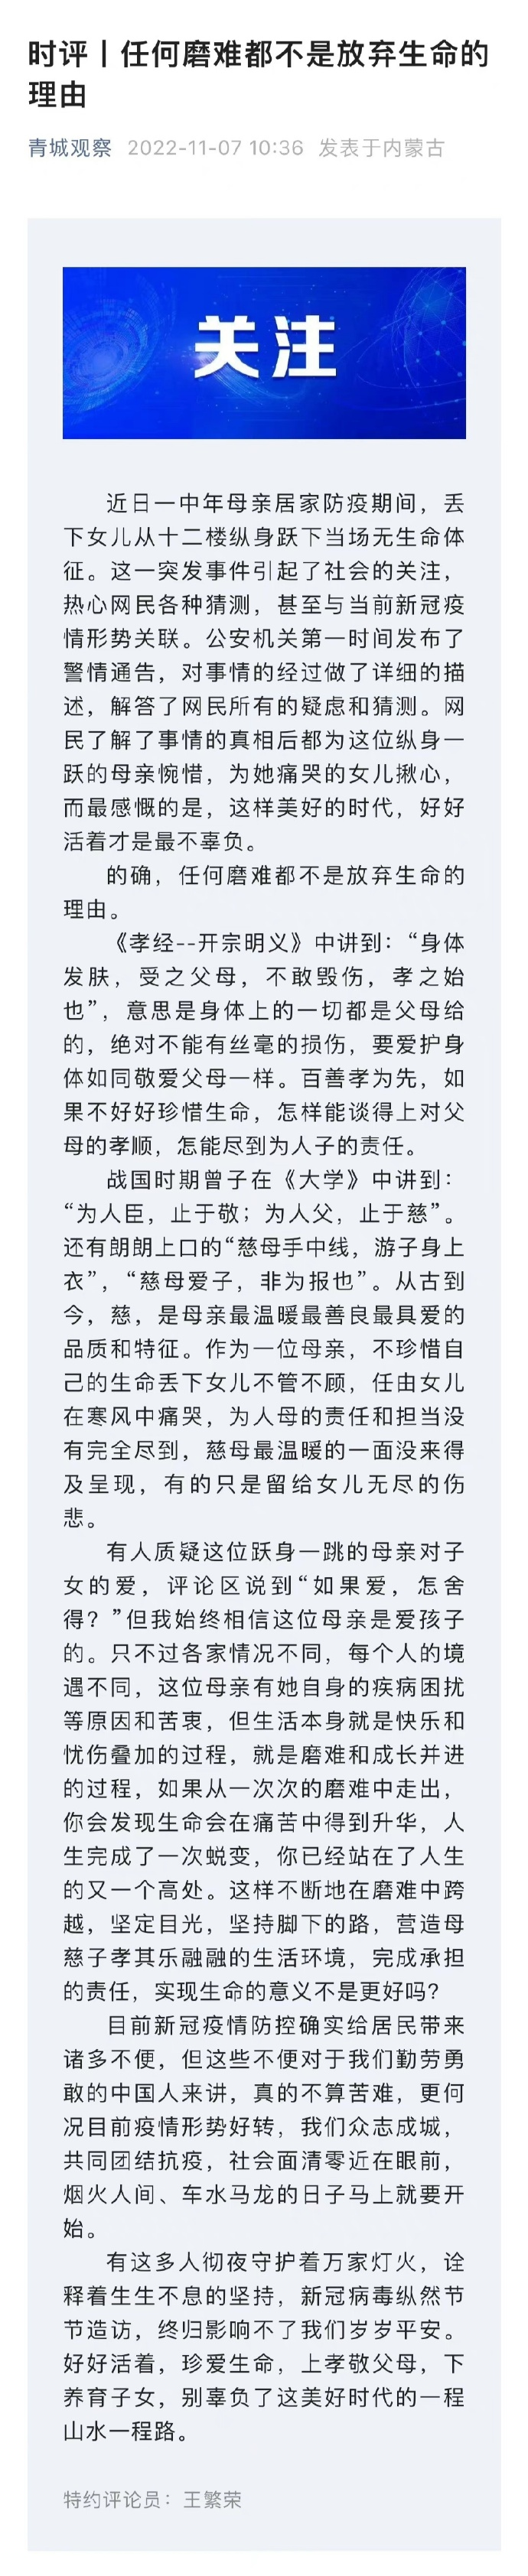 时评丨任何磨难都不是放弃生命的
理由
青城观察 2022-11-07 10:36 发表于内蒙古
关注
近日一中年母亲居家防疫期间，丢
下女儿从十二楼纵身跃下当场无生命体
征。这一突发事件引起了社会的关注，
热心网民各种猜测，甚至与当前新冠疫
情形势关联。公安机关第一时间发布了
警情通告，对事情的经过做了详细的描
述，解答了网民所有的疑虑和猜测。网
民了解了事情的真相后都为这位纵身一
跃的母亲惋惜，为她痛哭的女儿揪心，
而最感慨的是，这样美好的时代，好好
活着才是最不辜负。
的确，任何磨难都不是放弃生命的
理由。
《孝经--开宗明义》中讲到：“身体
发肤，受之父母，不敢毁伤，孝之始
也”，意思是身体上的一切都是父母给
的，绝对不能有丝毫的损伤，要爱护身
体如同敬爱父母一样。百善孝为先，如
果不好好珍惜生命，怎样能谈得上对父
母的孝顺，怎能尽到为人子的责任。
战国时期曾子在《大学》中讲到：
“为人臣，止于敬；为人父，止于慈”。
还有朗朗上口的“慈母手中线，游子身上
衣”，“慈母爱子，非为报也”。从古到
今，慈，是母亲最温暖最善良最具爱的
品质和特征。作为一位母亲，不珍惜自
己的生命丢下女儿不管不顾，任由女儿
在寒风中痛哭，为人母的责任和担当没
有完全尽到，慈母最温暖的一面没来得
及呈现，有的只是留给女儿无尽的伤
悲。
有人质疑这位跃身一跳的母亲对子
女的爱，评论区说到“如果爱，怎舍
得？”但我始终相信这位母亲是爱孩子
的。只不过各家情况不同，每个人的境
遇不同，这位母亲有她自身的疾病困扰
等原因和苦衷，但生活本身就是快乐和
忧伤叠加的过程，就是磨难和成长并进
的过程，如果从一次次的磨难中走出，
你会发现生命会在痛苦中得到升华，人
生完成了一次蜕变，你已经站在了人生
的又一个高处。这样不断地在磨难中跨
越，坚定目光，坚持脚下的路，营造母
慈子孝其乐融融的生活环境，完成承担
的责任，实现生命的意义不是更好吗？
目前新冠疫情防控确实给居民带来
诸多不便，但这些不便对于我们勤劳勇
敢的中国人来讲，真的不算苦难，更何
况目前疫情形势好转，我们众志成城，
共同团结抗疫，社会面清零近在眼前，
烟火人间、车水马龙的日子马上就要开
始。
有这多人彻夜守护着万家灯火，诠
释着生生不息的坚持，新冠病毒纵然节
节造访，终归影响不了我们岁岁平安。
好好活着，珍爱生命，上孝敬父母，下
养育子女，别辜负了这美好时代的一程
山水一程路。
特约评论员：王繁荣